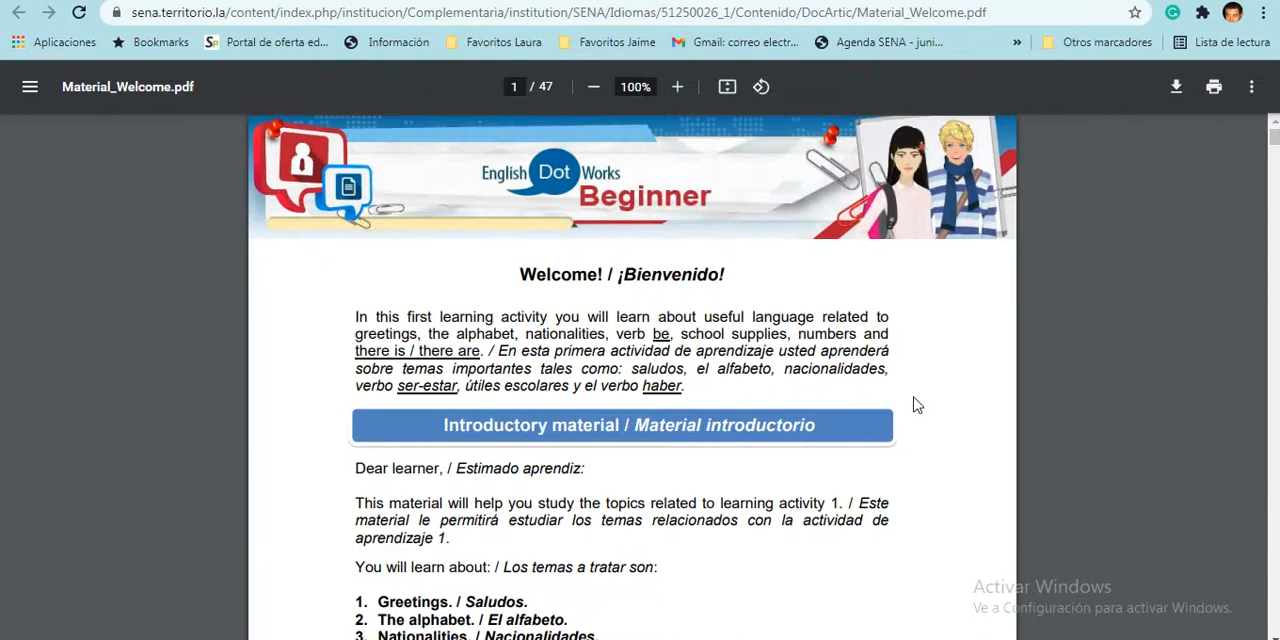 sena.territorio.la/content/index.php/institucion/Complementaria/institution/SENA/Idiomas/51250026_1/Contenido/DocArtic/Material_Welcome.pdf
Aplicaciones Bookmarks Portal de oferta ed... Información Favoritos Laura Favoritos Jaime Gmail: correo electr... Agenda SENA - juni... » Otros marcadores Lista de lectura
Material_Welcome.pdf 1 / 47 100%
English Dot Works
Beginner
Welcome! / ¡Bienvenido!
In this first learning activity you will learn about useful language related to
greetings, the alphabet, nationalities, verb be, school supplies, numbers and
there is / there are. / En esta primera actividad de aprendizaje usted aprenderá
sobre temas importantes tales como: saludos, el alfabeto, nacionalidades,
verbo ser-estar, útiles escolares y el verbo haber.
Introductory material / Material introductorio
Dear learner, / Estimado aprendiz:
This material will help you study the topics related to learning activity 1. / Este
material le permitirá estudiar los temas relacionados con la actividad de
aprendizaje 1.
You will learn about: / Los temas a tratar son:
1. Greetings. / Saludos.
2. The alphabet. / El alfabeto.
3. Nationalities. / Nacionalidades.
Activar Windows
Ve a Configuración para activar Windows.